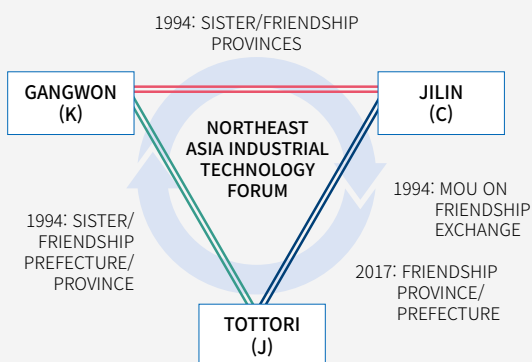 1994: SISTER/FRIENDSHIP
PROVINCES
GANGWON
(K)
JILIN
(C)
NORTHEAST
ASIA INDUSTRIAL
TECHNOLOGY
FORUM
1994: SISTER/
FRIENDSHIP
PREFECTURE/
PROVINCE
1994: MOU ON
FRIENDSHIP
EXCHANGE
2017: FRIENDSHIP
PROVINCE/
PREFECTURE
TOTTORI
(J)